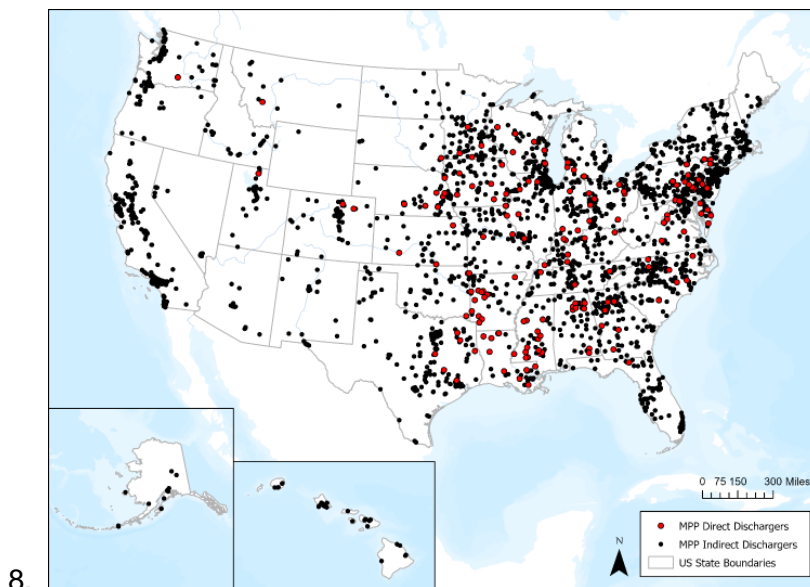 0 75 150 300 Miles
MPP Direct Dischargers
MPP Indirect Dischargers
N
US State Boundaries
8.